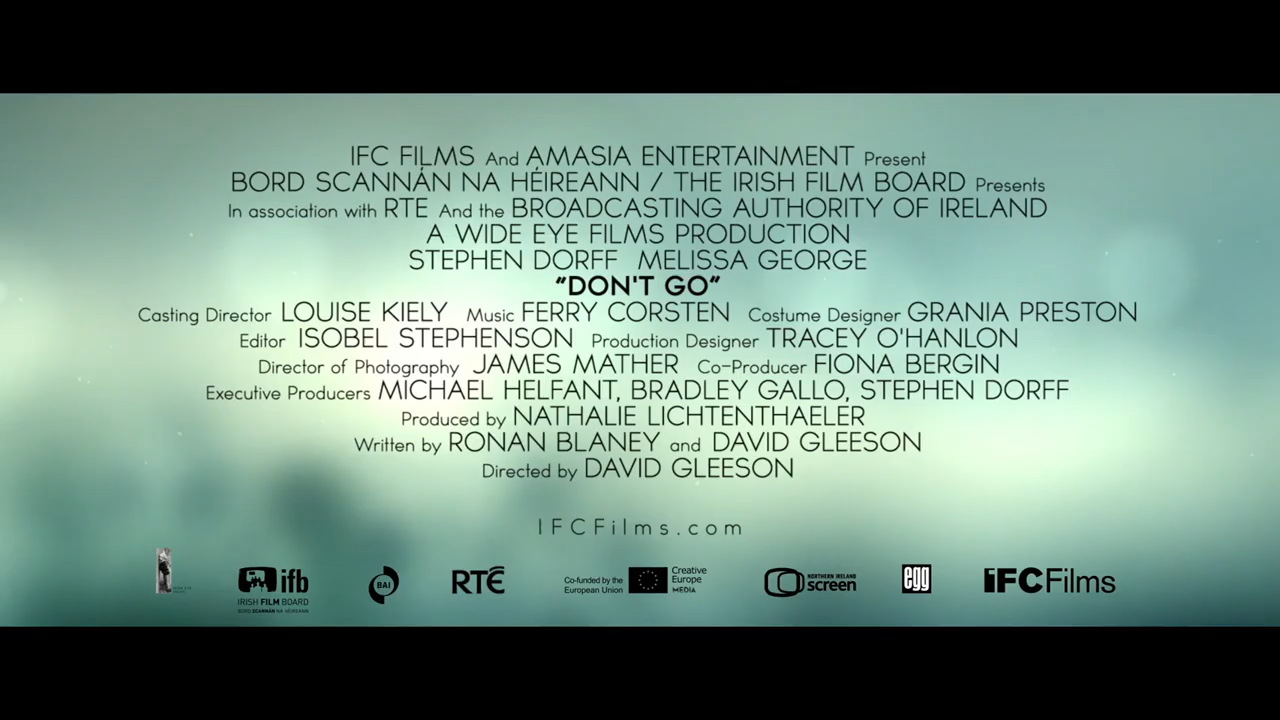 IFC FILMS And AMASIA ENTERTAINMENT Present
BORD SCANNÁN NA HÉIREANN / THE IRISH FILM BOARD Presents
In association with RTE And the BROADCASTING AUTHORITY OF IRELAND
A WIDE EYE FILMS PRODUCTION
STEPHEN DORFF MELISSA GEORGE
"DON'T GO"
Casting Director LOUISE KIELY Music FERRY CORSTEN Costume Designer GRANIA PRESTON
Editor ISOBEL STEPHENSON Production Designer TRACEY O'HANLON
Director of Photography JAMES MATHER Co-Producer FIONA BERGIN
Executive Producers MICHAEL HELFANT, BRADLEY GALLO, STEPHEN DORFF
Produced by NATHALIE LICHTENTHAELER
Written by RONAN BLANEY and DAVID GLEESON
Directed by DAVID GLEESON
IFCFilms.com
ifb
IRISH FILM BOARD
BORD SCANNÁN NA HÉIREANN
BAI
RTÉ
Co-funded by the
European Union
Creative
Europe
MEDIA
NORTHERN IRELAND
screen
egg
IFC Films